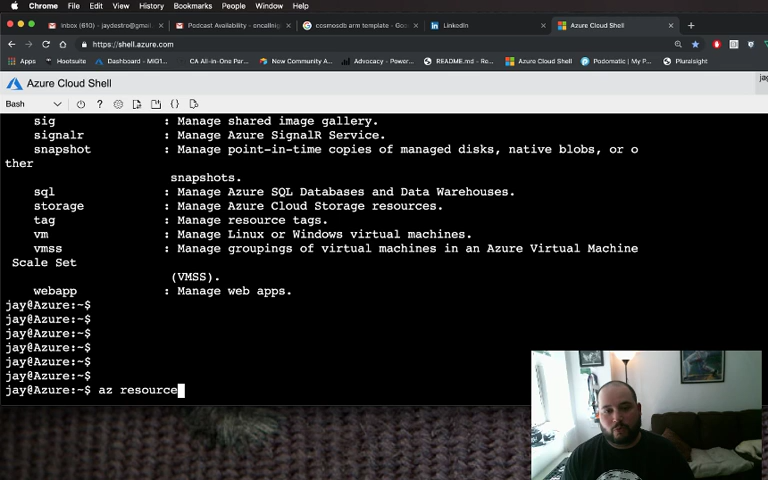 Chrome File Edit View History Bookmarks People Window Help
Inbox (610) - jaydestro@gmai
Podcast Availability - encallnig
cosmosdb arm template - Goo
LinkedIn
Azure Cloud Shell
https://shell.azure.com
Apps Hootsuite Dashboard - MIG1... CA All-in-One Par... New Community A... Advocacy - Power... README.md - Re... Azure Cloud Shell Podomatic | My P... Pluralsight
Azure Cloud Shell
Bash
sig : Manage shared image gallery.
signalr : Manage Azure SignalR Service.
snapshot : Manage point-in-time copies of managed disks, native blobs, or o
ther
snapshots.
sql : Manage Azure SQL Databases and Data Warehouses.
storage : Manage Azure Cloud Storage resources.
tag : Manage resource tags.
vm : Manage Linux or Windows virtual machines.
vmss : Manage groupings of virtual machines in an Azure Virtual Machine
Scale Set
(VMSS).
webapp : Manage web apps.
jay@Azure:~$
jay@Azure:~$
jay@Azure:~$
jay@Azure:~$
jay@Azure:~$
jay@Azure:~$
jay@Azure:~$ az resource